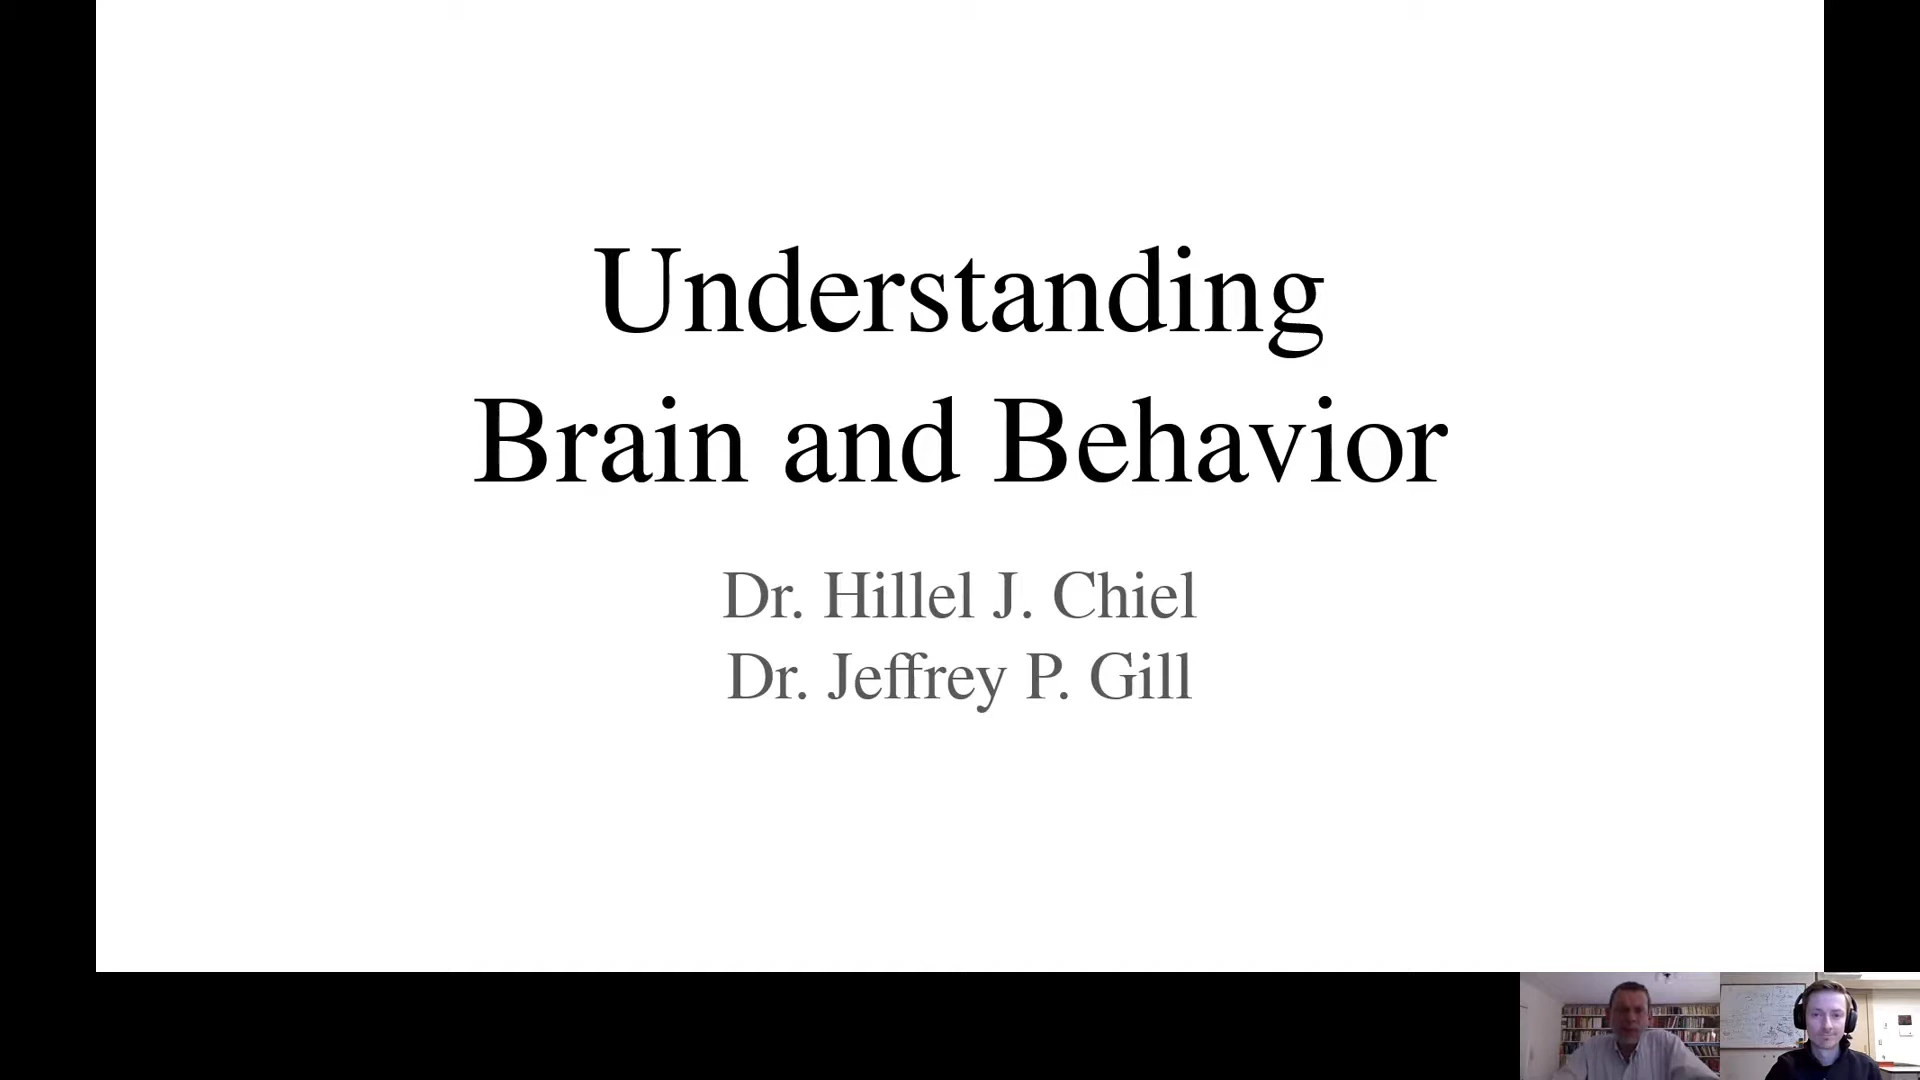 Understanding
Brain and Behavior
Dr. Hillel J. Chiel
Dr. Jeffrey P. Gill